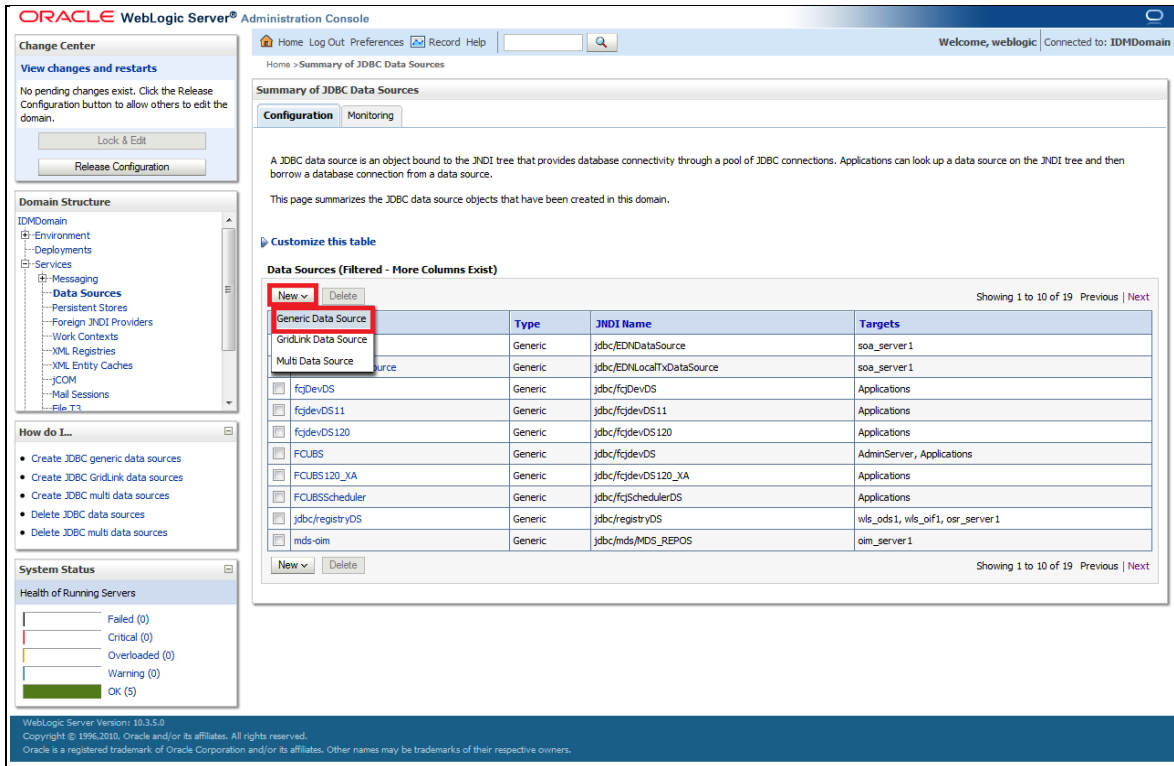 ORACLE WebLogic Server® Administration Console
Change Center
View changes and restarts
No pending changes exist. Click the Release
Configuration button to allow others to edit the
domain.
Lock & Edit
Release Configuration
Domain Structure
IDMDomain
Environment
Deployments
Services
Messaging
Data Sources
Persistent Stores
Foreign JNDI Providers
Work Contexts
XML Registries
XML Entity Caches
jCOM
Mail Sessions
File T3
How do I...
Create JDBC generic data sources
Create JDBC GridLink data sources
Create JDBC multi data sources
Delete JDBC data sources
Delete JDBC multi data sources
System Status
Health of Running Servers
Failed (0)
Critical (0)
Overloaded (0)
Warning (0)
OK (5)
Home Log Out Preferences Record Help
Welcome, weblogic Connected to: IDMDomain
Home >Summary of JDBC Data Sources
Summary of JDBC Data Sources
Configuration Monitoring
A JDBC data source is an object bound to the JNDI tree that provides database connectivity through a pool of JDBC connections. Applications can look up a data source on the JNDI tree and then
borrow a database connection from a data source.
This page summarizes the JDBC data source objects that have been created in this domain.
Customize this table
Data Sources (Filtered - More Columns Exist)
New Delete Showing 1 to 10 of 19 Previous | Next
Generic Data Source
GridLink Data Source
Multi Data Source
Type JNDI Name Targets
Generic jdbc/EDNDataSource soa_server1
ource Generic jdbc/EDNLocalTxDataSource soa_server1
fcjDevDS Generic jdbc/fcjDevDS Applications
fcjdevDS11 Generic jdbc/fcjdevDS11 Applications
fcjdevDS120 Generic jdbc/fcjdevDS120 Applications
FCUBS Generic jdbc/fcjdevDS AdminServer, Applications
FCUBS120_XA Generic jdbc/fcjdevDS120_XA Applications
FCUBSScheduler Generic jdbc/fcjSchedulerDS Applications
jdbc/registryDS Generic jdbc/registryDS wls_ods1, wls_oif1, osr_server1
mds-oim Generic jdbc/mds/MDS_REPOS oim_server1
New Delete Showing 1 to 10 of 19 Previous | Next
WebLogic Server Version: 10.3.5.0
Copyright © 1996,2010, Oracle and/or its affiliates. All rights reserved.
Oracle is a registered trademark of Oracle Corporation and/or its affiliates. Other names may be trademarks of their respective owners.